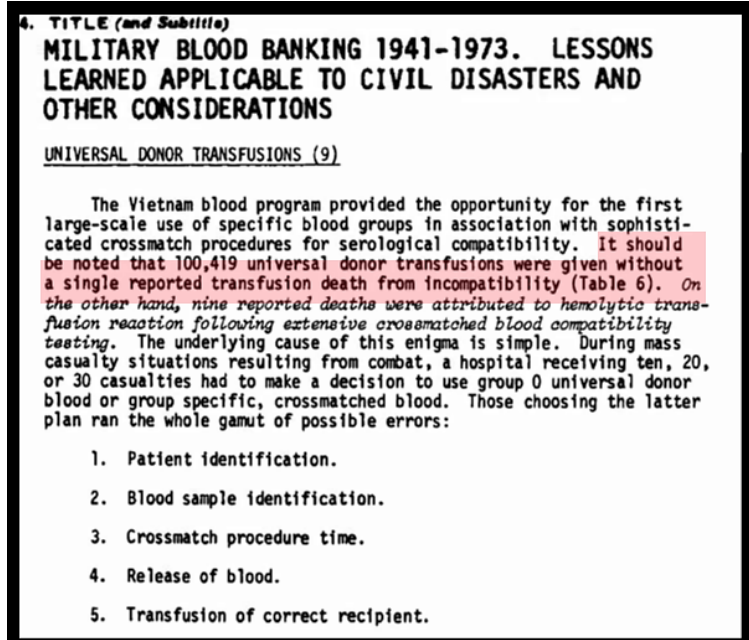 4. TITLE (and Subtitle)
MILITARY BLOOD BANKING 1941-1973. LESSONS
LEARNED APPLICABLE TO CIVIL DISASTERS AND
OTHER CONSIDERATIONS
UNIVERSAL DONOR TRANSFUSIONS (9)
The Vietnam blood program provided the opportunity for the first
large-scale use of specific blood groups in association with sophisti-
cated crossmatch procedures for serological compatibility. It should
be noted that 100,419 universal donor transfusions were given without
a single reported transfusion death from incompatibility (Table 6). On
the other hand, nine reported deaths were attributed to hemolytic trans-
fusion reaction following extensive crossmatched blood compatibility
testing. The underlying cause of this enigma is simple. During mass
casualty situations resulting from combat, a hospital receiving ten, 20,
or 30 casualties had to make a decision to use group O universal donor
blood or group specific, crossmatched blood. Those choosing the latter
plan ran the whole gamut of possible errors:
1. Patient identification.
2. Blood sample identification.
3. Crossmatch procedure time.
4. Release of blood.
5. Transfusion of correct recipient.